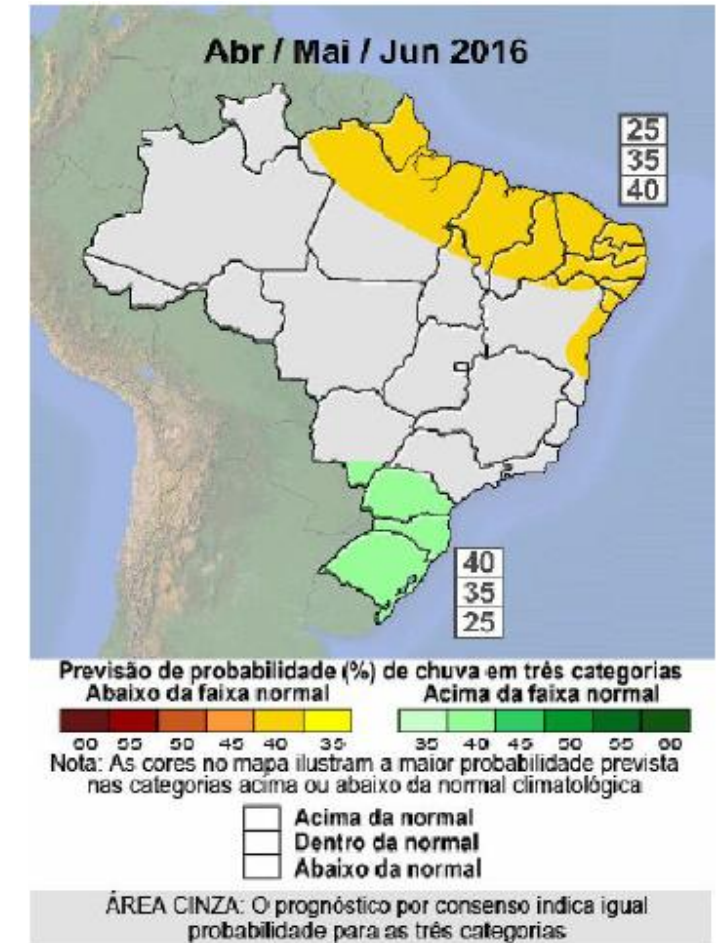 Abr / Mai / Jun 2016
25
35
40
40
35
25
Previsão de probabilidade (%) de chuva em três categorias
Abaixo da faixa normal Acima da faixa normal
60 55 50 45 40 35 35 40 45 50 55 60
Nota: As cores no mapa ilustram a maior probabilidade prevista
nas categorias acima ou abaixo da normal climatológica
Acima da normal
Dentro da normal
Abaixo da normal
ÁREA CINZA: O prognóstico por consenso indica igual
probabilidade para as três categorias